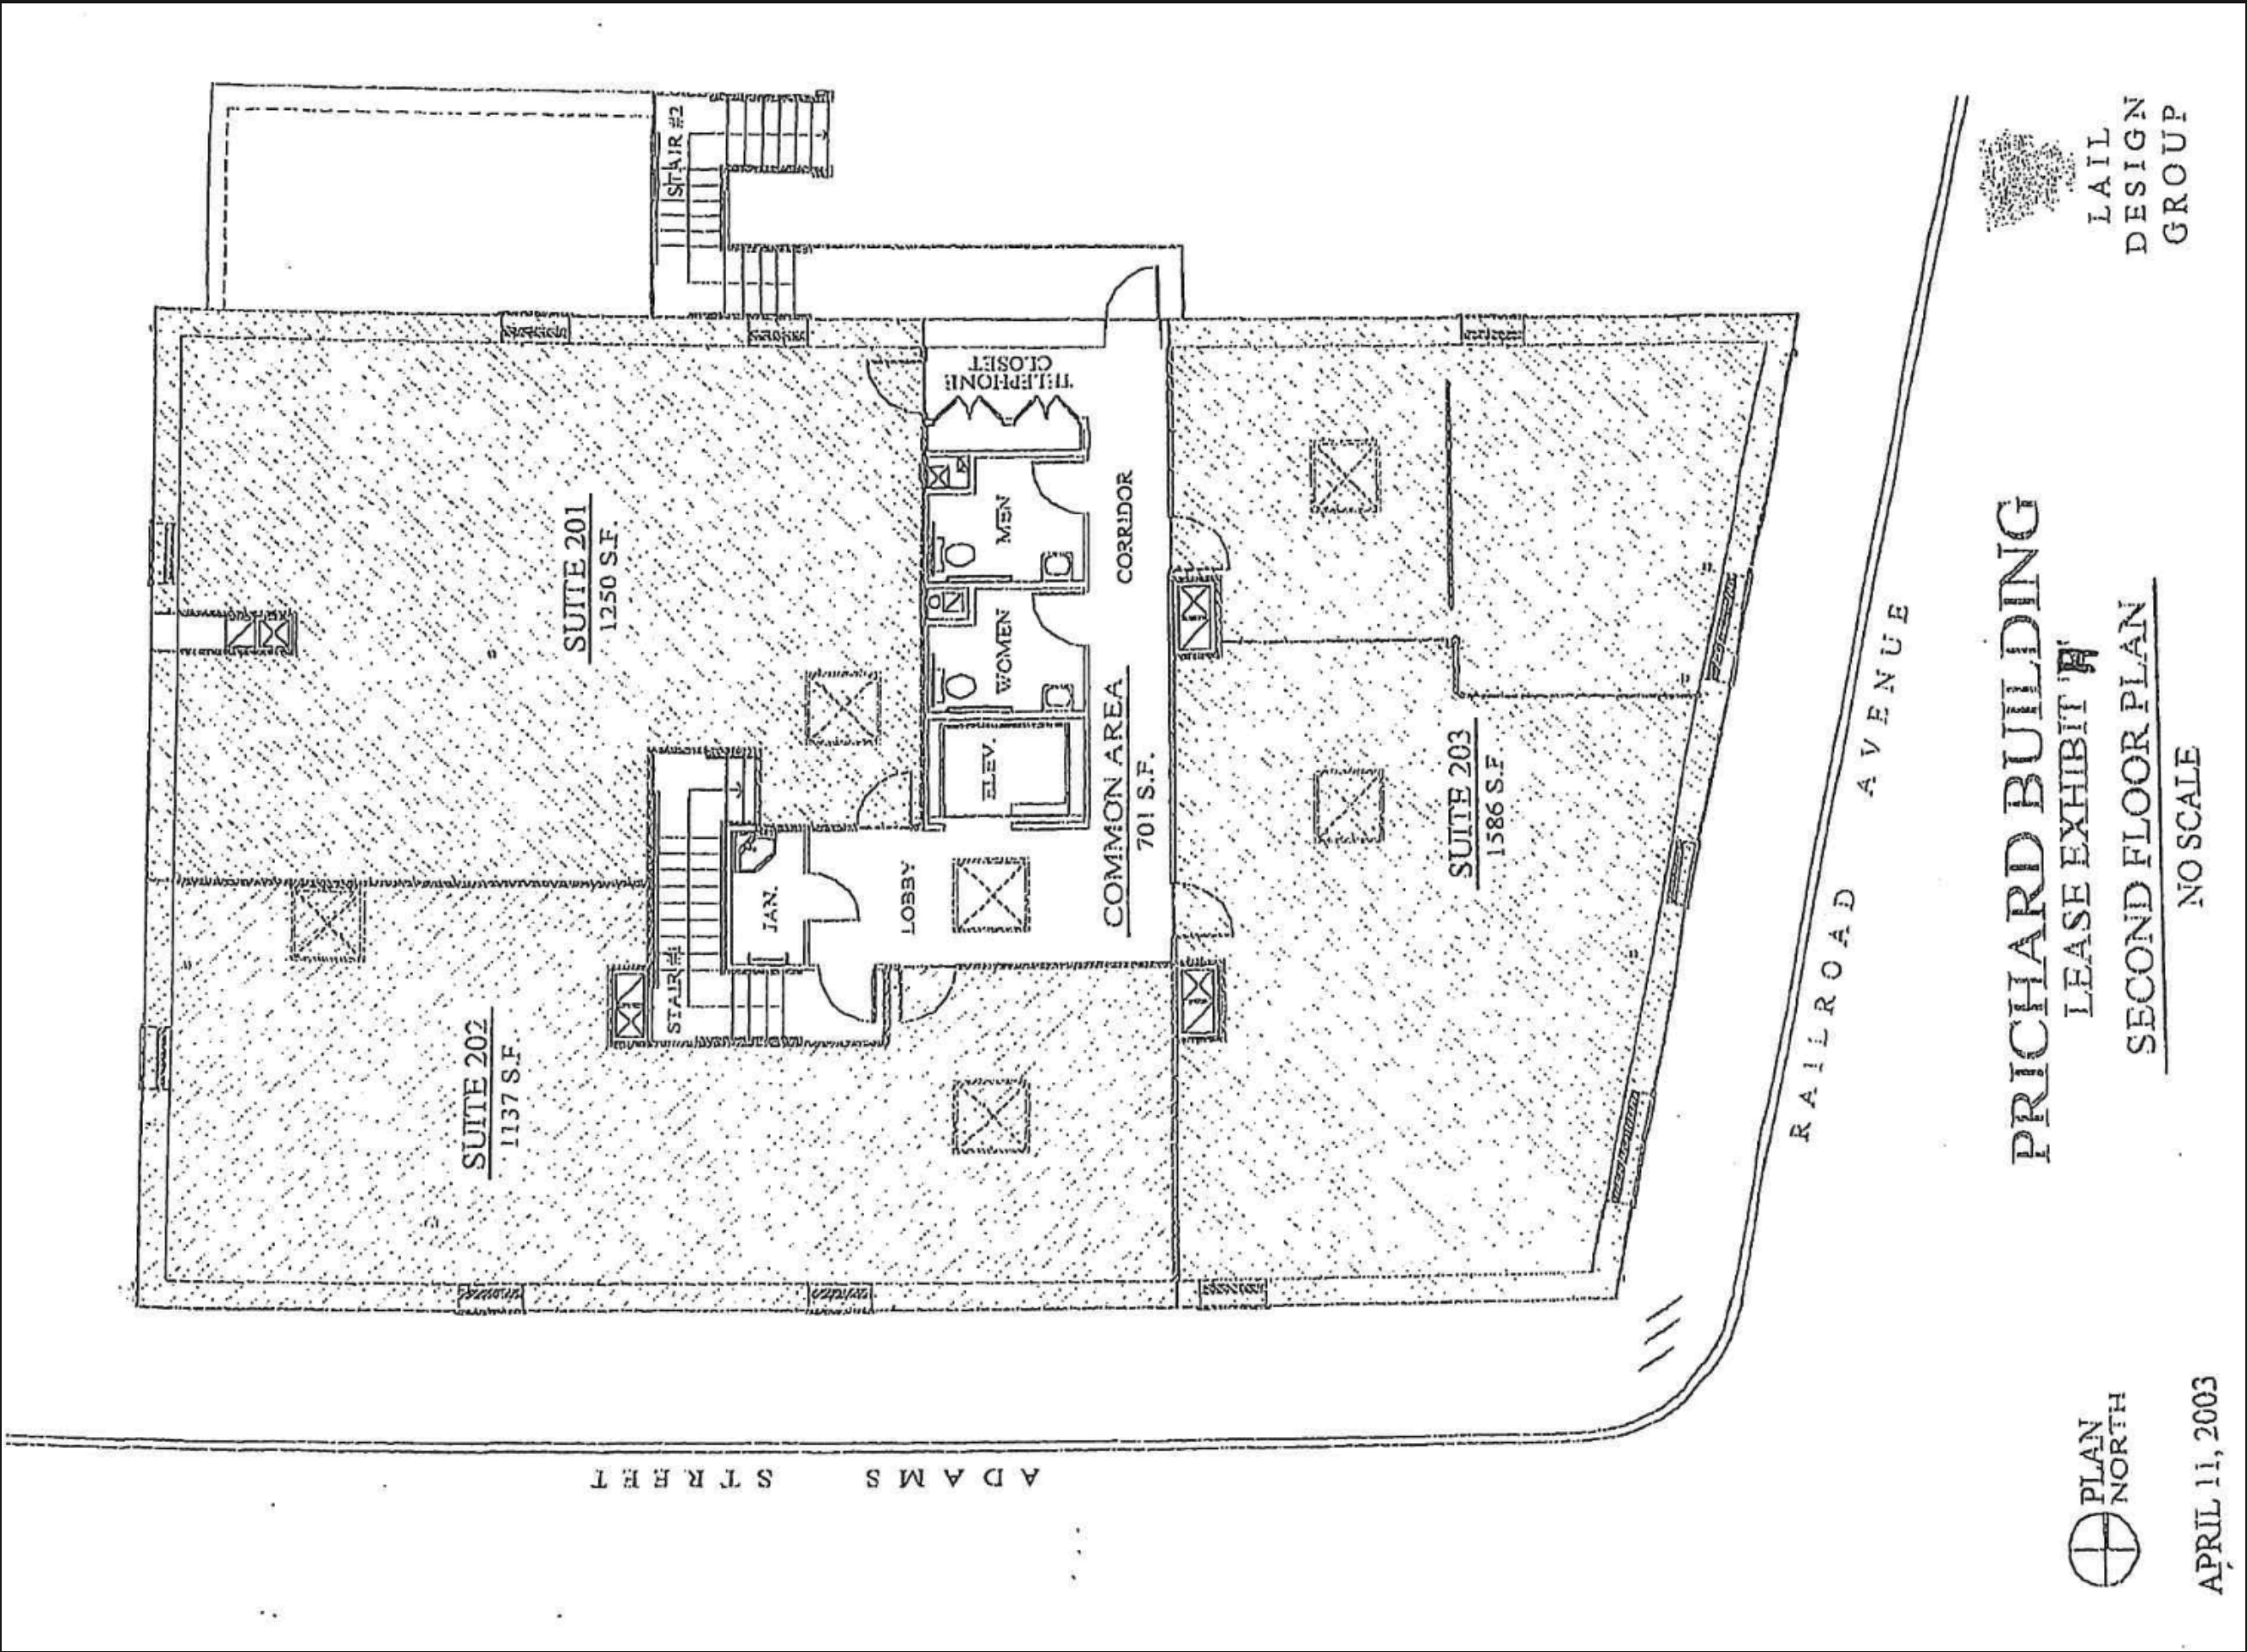 STAIR #2
TELEPHONE
CLOSET
SUITE 201
1250 S.F.
MEN
CORRIDOR
WOMEN
ELEV.
COMMON AREA
701 S.F.
SUITE 203
1586 S.F
JAN.
LOBBY
STAIR #1
SUITE 202
1137 S.F.
ADAMS STREET
RAILROAD AVENUE
LAIL
DESIGN
GROUP
PRICHARD BUILDING
LEASE EXHIBIT
SECOND FLOOR PLAN
NO SCALE
PLAN
NORTH
APRIL 11, 2003